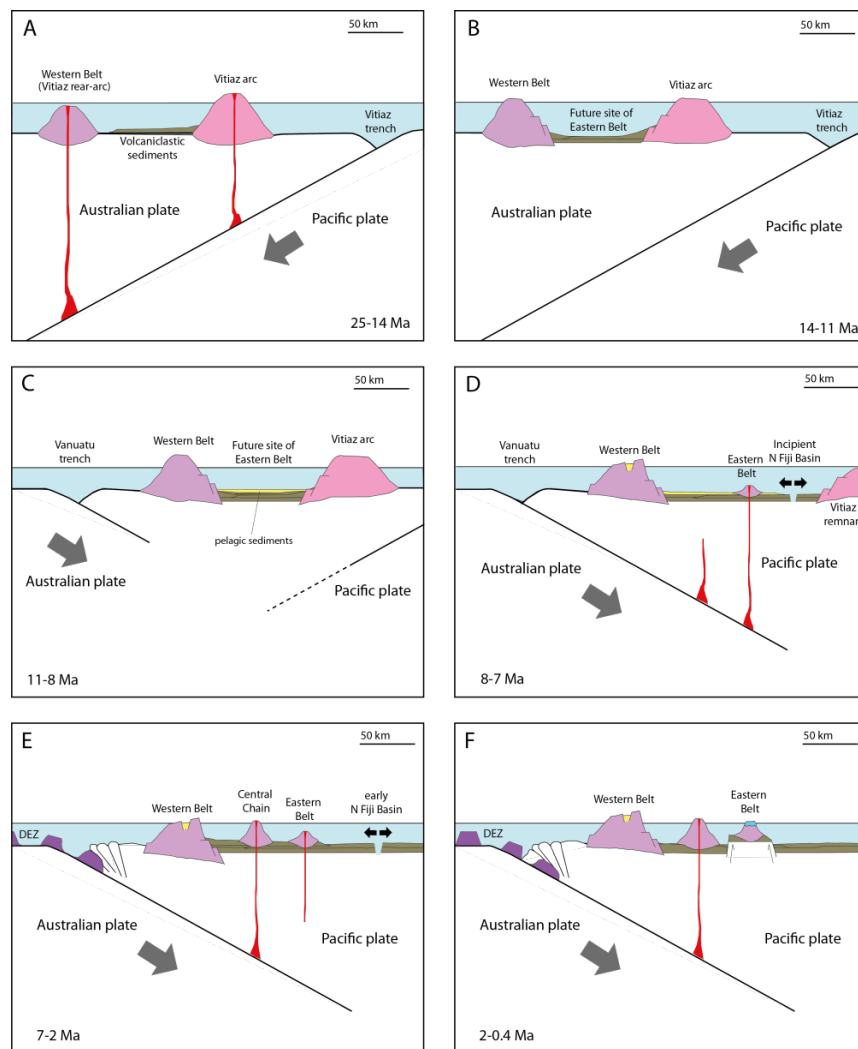 A
50 km
Western Belt
(Vitiaz rear-arc)
Vitiaz arc
Vitiaz
trench
Volcaniclastic
sediments
Australian plate
Pacific plate
25-14 Ma
B
50 km
Western Belt
Vitiaz arc
Future site of
Eastern Belt
Vitiaz
trench
Australian plate
Pacific plate
14-11 Ma
C
50 km
Vanuatu
trench
Western Belt
Future site of
Eastern Belt
Vitiaz arc
pelagic sediments
Australian plate
Pacific plate
11-8 Ma
D
50 km
Vanuatu
trench
Western Belt
Eastern
Belt
Incipient
N Fiji Basin
Vitiaz
remnan
Australian plate
Pacific plate
8-7 Ma
E
50 km
DEZ
Western Belt
Central
Chain
Eastern
Belt
early
N Fiji Basin
Australian plate
Pacific plate
7-2 Ma
F
50 km
DEZ
Western Belt
Eastern
Belt
Australian plate
Pacific plate
2-0.4 Ma